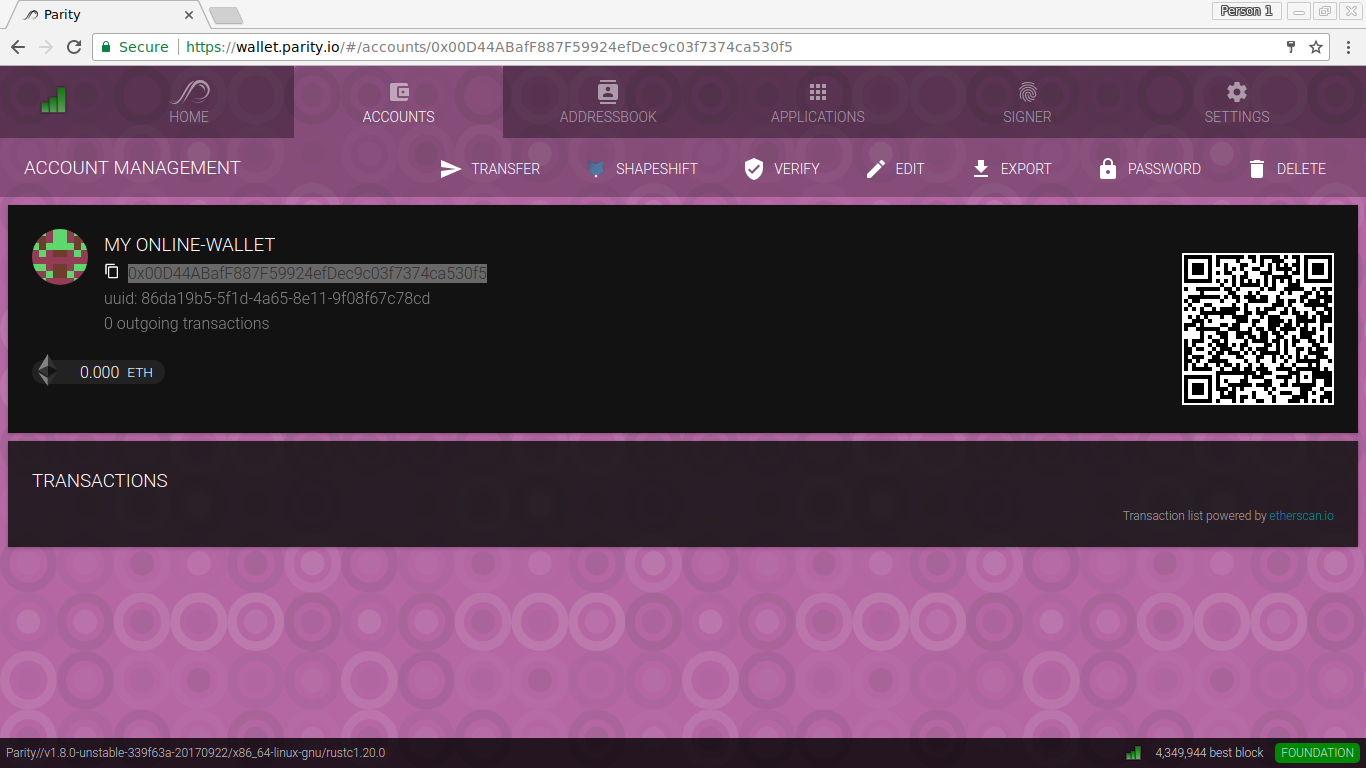 Parity
Person 1
Secure https://wallet.parity.io/#/accounts/0x00D44ABafF887F59924efDec9c03f7374ca530f5
HOME ACCOUNTS ADDRESSBOOK APPLICATIONS SIGNER SETTINGS
ACCOUNT MANAGEMENT TRANSFER SHAPESHIFT VERIFY EDIT EXPORT PASSWORD DELETE
MY ONLINE-WALLET
0x00D44ABafF887F59924efDec9c03f7374ca530f5
uuid: 86da19b5-5f1d-4a65-8e11-9f08f67c78cd
0 outgoing transactions
0.000 ETH
TRANSACTIONS
Transaction list powered by etherscan.io
Parity//v1.8.0-unstable-339f63a-20170922/x86_64-linux-gnu/rustc1.20.0
4,349,944 best block FOUNDATION